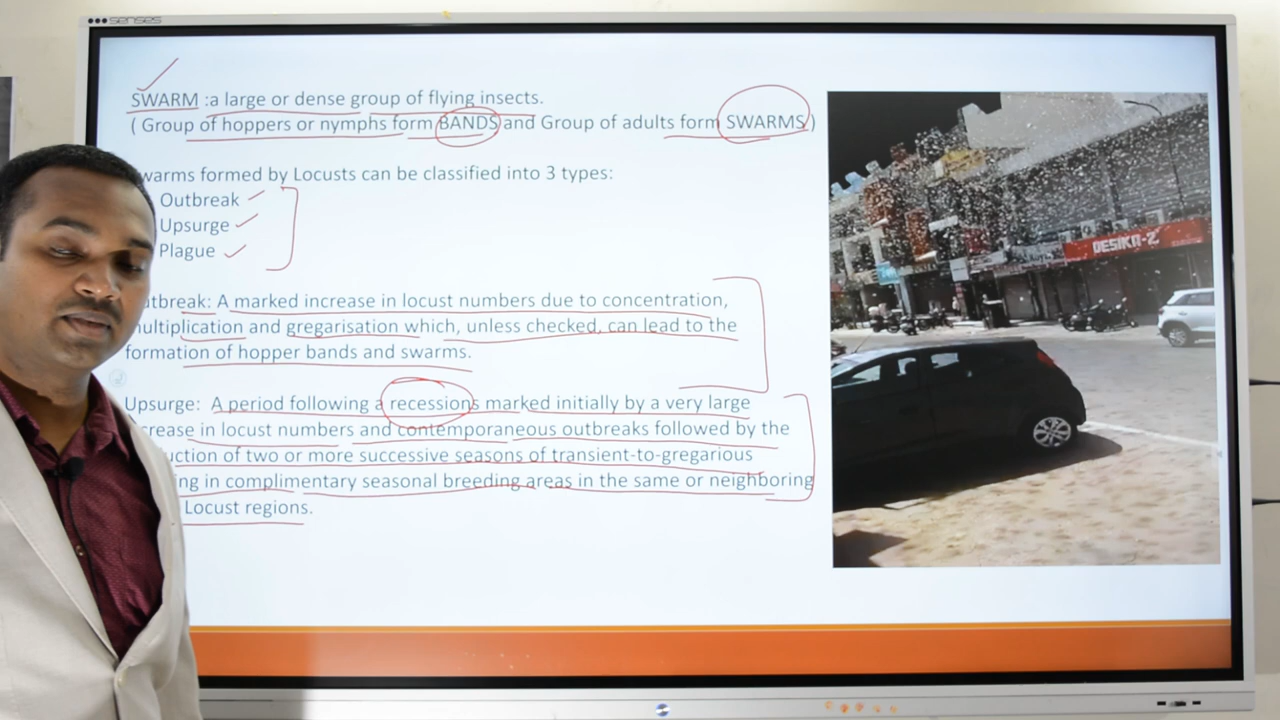 senses
SWARM :a large or dense group of flying insects.
( Group of hoppers or nymphs form BANDS and Group of adults form SWARMS )
warms formed by Locusts can be classified into 3 types:
Outbreak
Upsurge
Plague
tbreak: A marked increase in locust numbers due to concentration,
ultiplication and gregarisation which, unless checked, can lead to the
formation of hopper bands and swarms.
Upsurge: A period following a recessions marked initially by a very large
crease in locust numbers and contemporaneous outbreaks followed by the
uction of two or more successive seasons of transient-to-gregarious
ing in complimentary seasonal breeding areas in the same or neighboring
Locust regions.
DESIKA-Z